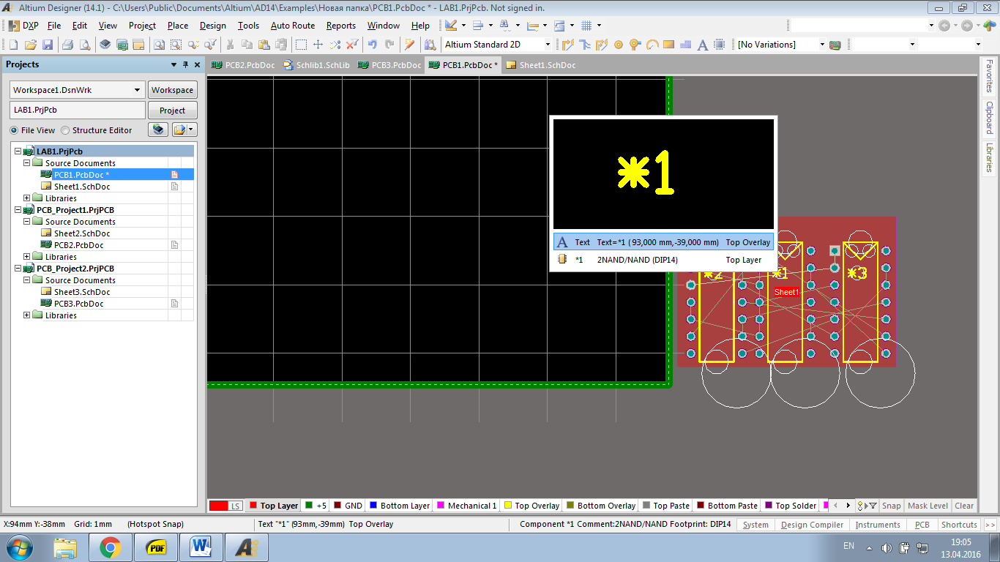 Altium Designer (14.1) - C:\Users\Public\Documents\Altium\AD14\Examples\Новая папка\PCB1.PcbDoc * - LAB1.PrjPcb. Not signed in.
DXP File Edit View Project Place Design Tools Auto Route Reports Window Help
Altium Standard 2D [No Variations]
Projects
PCB2.PcbDoc Schlib1.SchLib PCB3.PcbDoc PCB1.PcbDoc * Sheet1.SchDoc
Workspace1.DsnWrk Workspace
LAB1.PrjPcb Project
File View Structure Editor
LAB1.PrjPcb
Source Documents
PCB1.PcbDoc *
Sheet1.SchDoc
Libraries
PCB_Project1.PrjPCB
Source Documents
Sheet2.SchDoc
PCB2.PcbDoc
Libraries
PCB_Project2.PrjPCB
Source Documents
Sheet3.SchDoc
PCB3.PcbDoc
Libraries
*1
Text Text=*1 (93,000 mm,-39,000 mm) Top Overlay
*1 2NAND/NAND (DIP14) Top Layer
*2 *1 *3
Sheet1
Favorites
Clipboard
Libraries
LS Top Layer +5 GND Bottom Layer Mechanical 1 Top Overlay Bottom Overlay Top Paste Bottom Paste Top Solder Snap Mask Level Clear
X:94mm Y:-38mm Grid: 1mm (Hotspot Snap) Text "*1" (93mm,-39mm) Top Overlay Component *1 Comment:2NAND/NAND Footprint: DIP14 System Design Compiler Instruments PCB Shortcuts >>
PDF
EN
19:05
13.04.2016